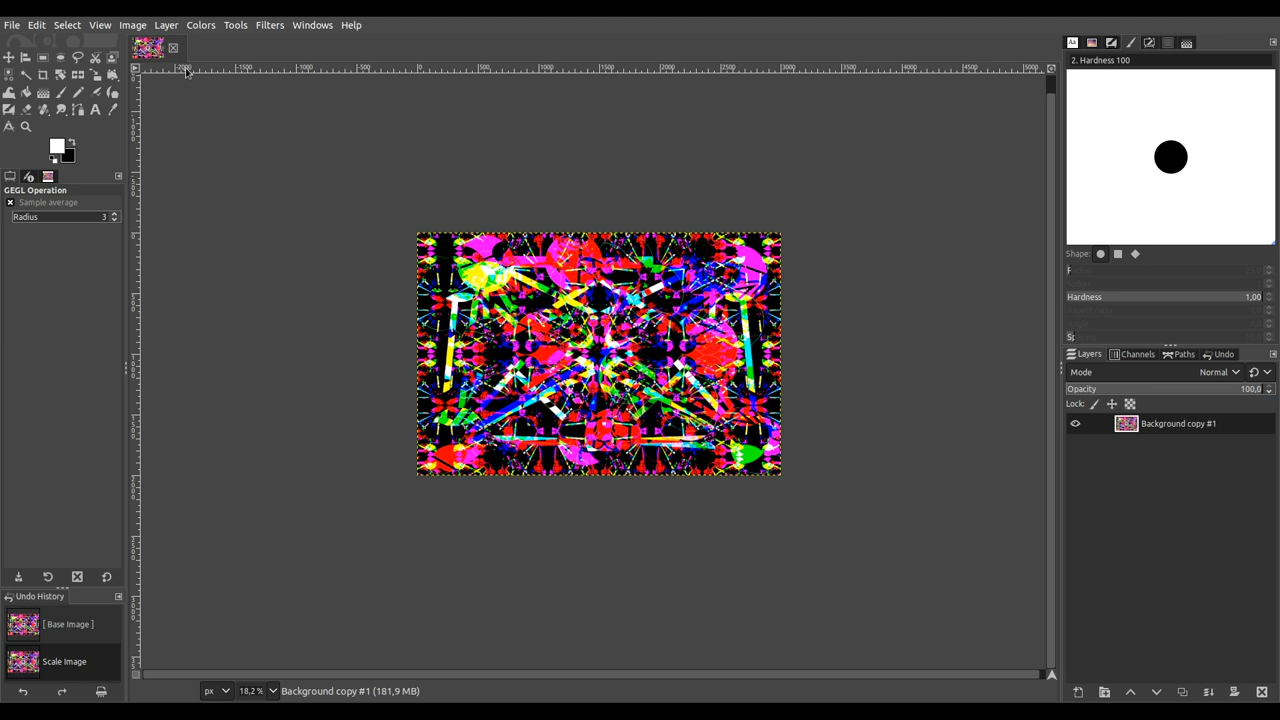 File Edit Select View Image Layer Colors Tools Filters Windows Help
2. Hardness 100
GEGL Operation
Sample average
Radius 3
Shape:
Hardness 1,00
Layers Channels Paths Undo
Mode Normal
Opacity 100,0
Lock:
Background copy #1
Undo History
[ Base Image ]
Scale Image
px 18,2 % Background copy #1 (181,9 MB)